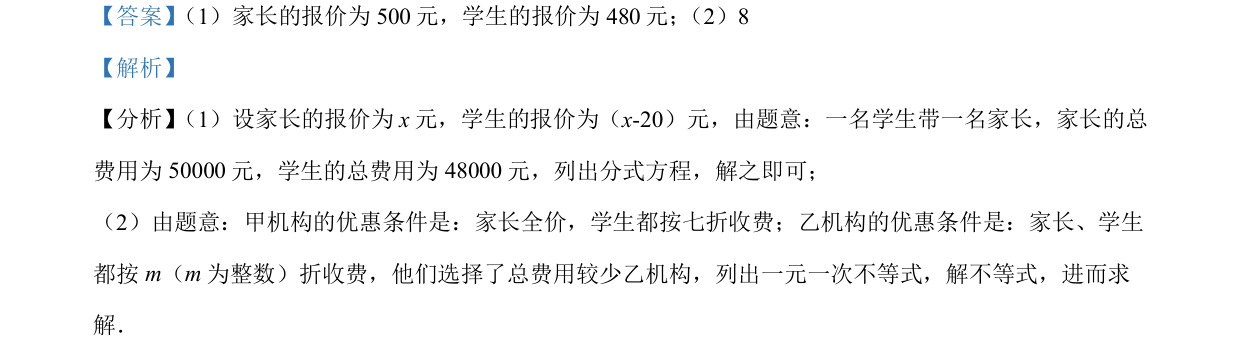 【答案】（1）家长的报价为 500 元，学生的报价为 480 元；（2）8
【解析】
【分析】（1）设家长的报价为 x 元，学生的报价为（x-20）元，由题意：一名学生带一名家长，家长的总
费用为 50000 元，学生的总费用为 48000 元，列出分式方程，解之即可；
（2）由题意：甲机构的优惠条件是：家长全价，学生都按七折收费；乙机构的优惠条件是：家长、学生
都按 m（m 为整数）折收费，他们选择了总费用较少乙机构，列出一元一次不等式，解不等式，进而求
解．